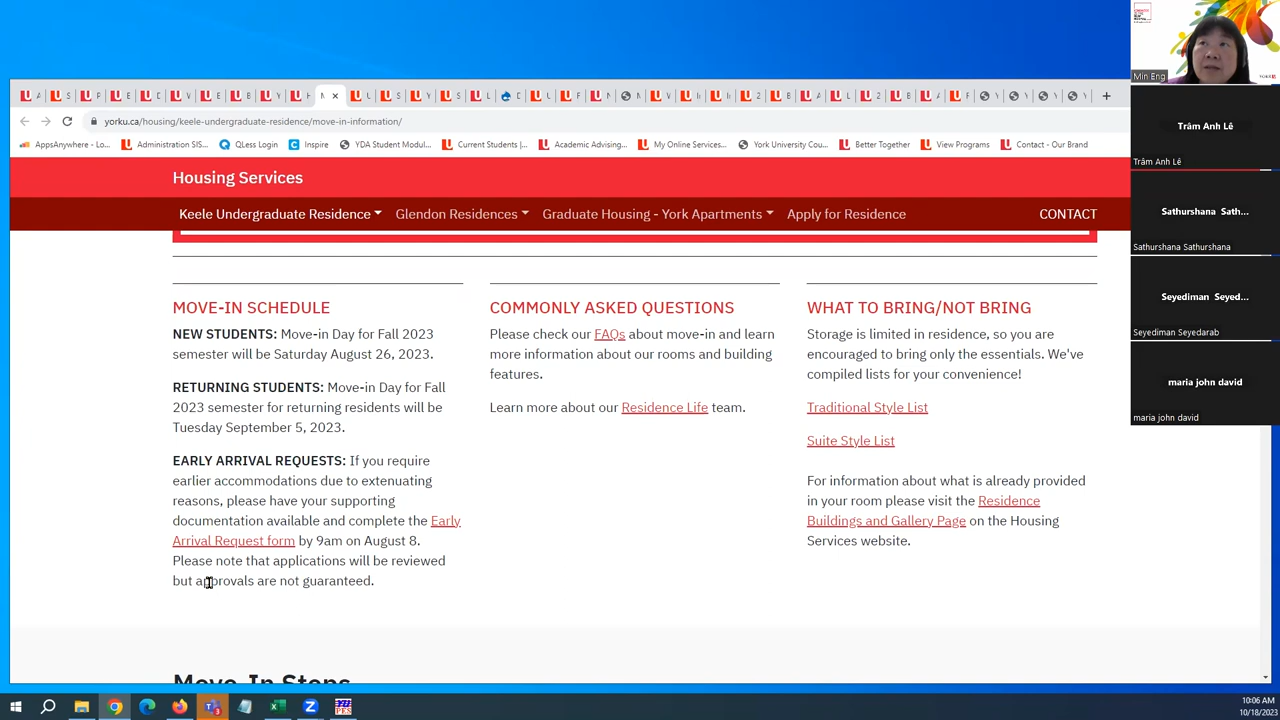 yorku.ca/housing/keele-undergraduate-residence/move-in-information/
AppsAnywhere - Lo...
Administration SIS...
QLess Login
Inspire
YDA Student Modul...
Current Students |...
Academic Advising...
My Online Services...
York University Cou...
Better Together
View Programs
Contact - Our Brand
Housing Services
Keele Undergraduate Residence
Glendon Residences
Graduate Housing - York Apartments
Apply for Residence
CONTACT
MOVE-IN SCHEDULE
NEW STUDENTS: Move-in Day for Fall 2023
semester will be Saturday August 26, 2023.
RETURNING STUDENTS: Move-in Day for Fall
2023 semester for returning residents will be
Tuesday September 5, 2023.
EARLY ARRIVAL REQUESTS: If you require
earlier accommodations due to extenuating
reasons, please have your supporting
documentation available and complete the Early
Arrival Request form by 9am on August 8.
Please note that applications will be reviewed
but approvals are not guaranteed.
COMMONLY ASKED QUESTIONS
Please check our FAQs about move-in and learn
more information about our rooms and building
features.
Learn more about our Residence Life team.
WHAT TO BRING/NOT BRING
Storage is limited in residence, so you are
encouraged to bring only the essentials. We've
compiled lists for your convenience!
Traditional Style List
Suite Style List
For information about what is already provided
in your room please visit the Residence
Buildings and Gallery Page on the Housing
Services website.
Move-In Steps
Min Eng
Trâm Anh Lê
Trâm Anh Lê
Sathurshana Sath...
Sathurshana Sathurshana
Seyediman Seyed...
Seyediman Seyedarab
maria john david
maria john david
10:06 AM
10/18/2023